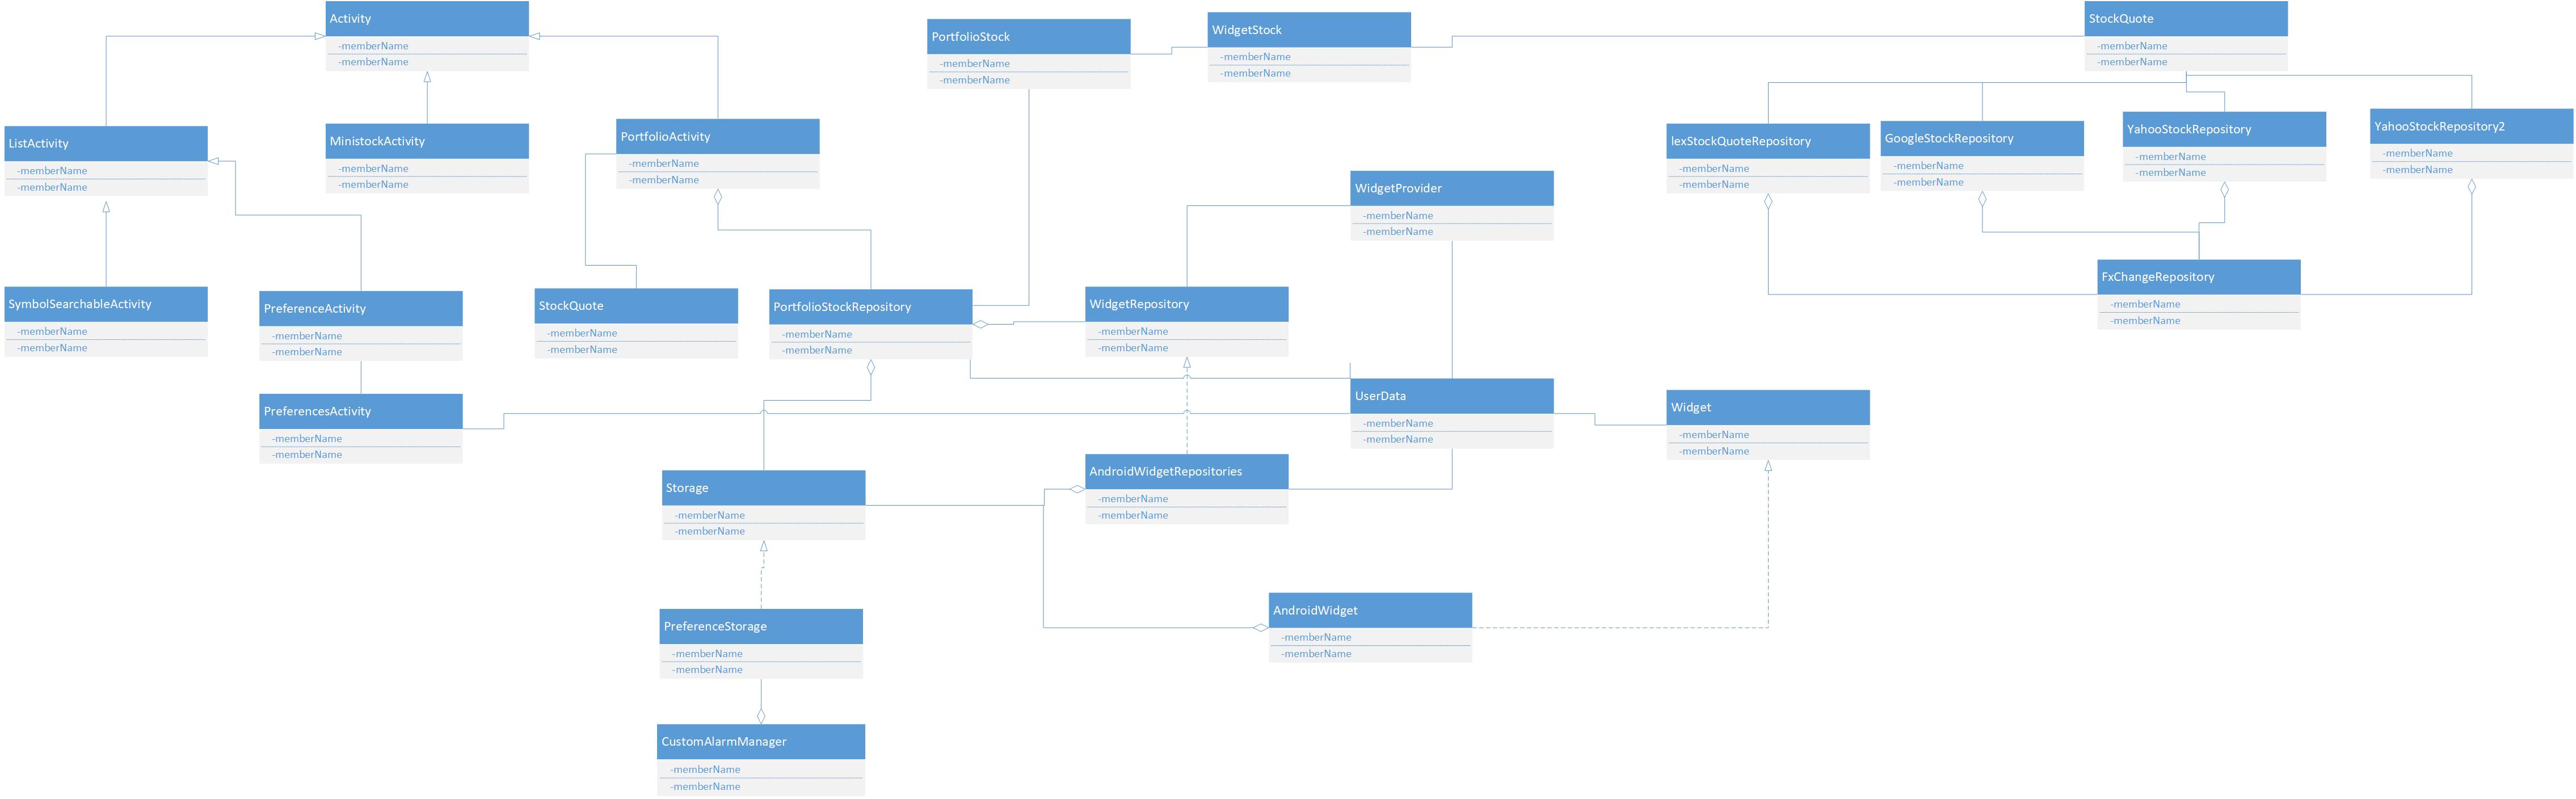 Activity
-memberName
-memberName
PortfolioStock
-memberName
-memberName
WidgetStock
-memberName
-memberName
StockQuote
-memberName
-memberName
ListActivity
-memberName
-memberName
MinistockActivity
-memberName
-memberName
PortfolioActivity
-memberName
-memberName
WidgetProvider
-memberName
-memberName
lexStockQuoteRepository
-memberName
-memberName
GoogleStockRepository
-memberName
-memberName
YahooStockRepository
-memberName
-memberName
YahooStockRepository2
-memberName
-memberName
SymbolSearchableActivity
-memberName
-memberName
PreferenceActivity
-memberName
-memberName
StockQuote
-memberName
-memberName
PortfolioStockRepository
-memberName
-memberName
WidgetRepository
-memberName
-memberName
FxChangeRepository
-memberName
-memberName
PreferencesActivity
-memberName
-memberName
UserData
-memberName
-memberName
Widget
-memberName
-memberName
Storage
-memberName
-memberName
AndroidWidgetRepositories
-memberName
-memberName
PreferenceStorage
-memberName
-memberName
AndroidWidget
-memberName
-memberName
CustomAlarmManager
-memberName
-memberName